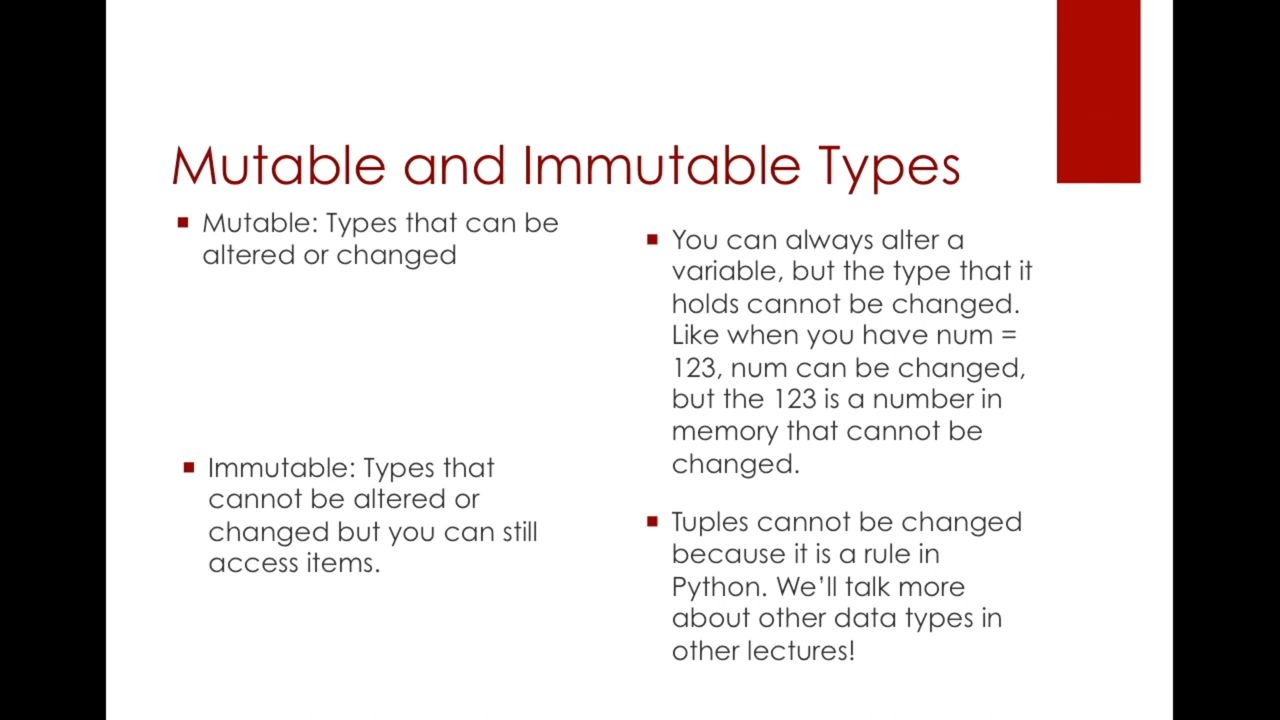 Mutable and Immutable Types
Mutable: Types that can be
altered or changed
Immutable: Types that
cannot be altered or
changed but you can still
access items.
You can always alter a
variable, but the type that it
holds cannot be changed.
Like when you have num =
123, num can be changed,
but the 123 is a number in
memory that cannot be
changed.
Tuples cannot be changed
because it is a rule in
Python. We’ll talk more
about other data types in
other lectures!